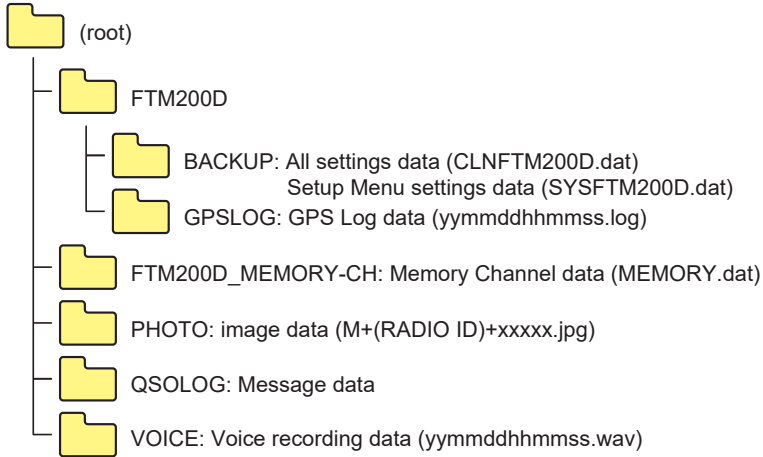 (root)
FTM200D
BACKUP: All settings data (CLNFTM200D.dat)
Setup Menu settings data (SYSFTM200D.dat)
GPSLOG: GPS Log data (yymmddhhmmss.log)
FTM200D_MEMORY-CH: Memory Channel data (MEMORY.dat)
PHOTO: image data (M+(RADIO ID)+xxxxx.jpg)
QSOLOG: Message data
VOICE: Voice recording data (yymmddhhmmss.wav)